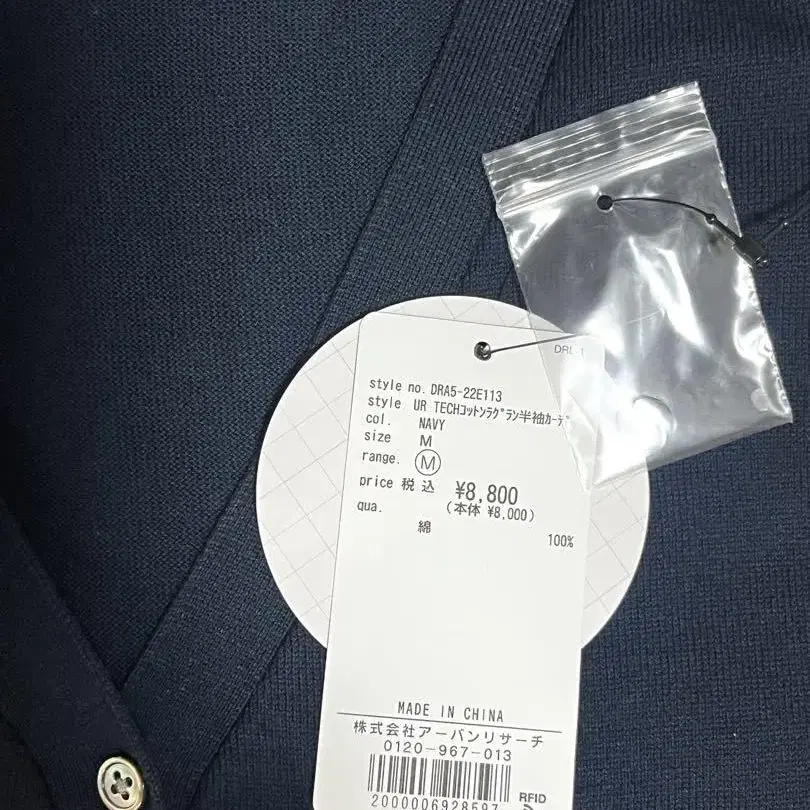 DRL-1
style no. DRA5-22E113
style UR TECHコットンラグラン半袖カーデ
col. NAVY
size M
range. Ⓜ
price 税込 ¥8,800
(本体 ¥8,000)
qua.
綿 100%
MADE IN CHINA
株式会社アーバンリサーチ
0120-967-013
2000006928597
RFID